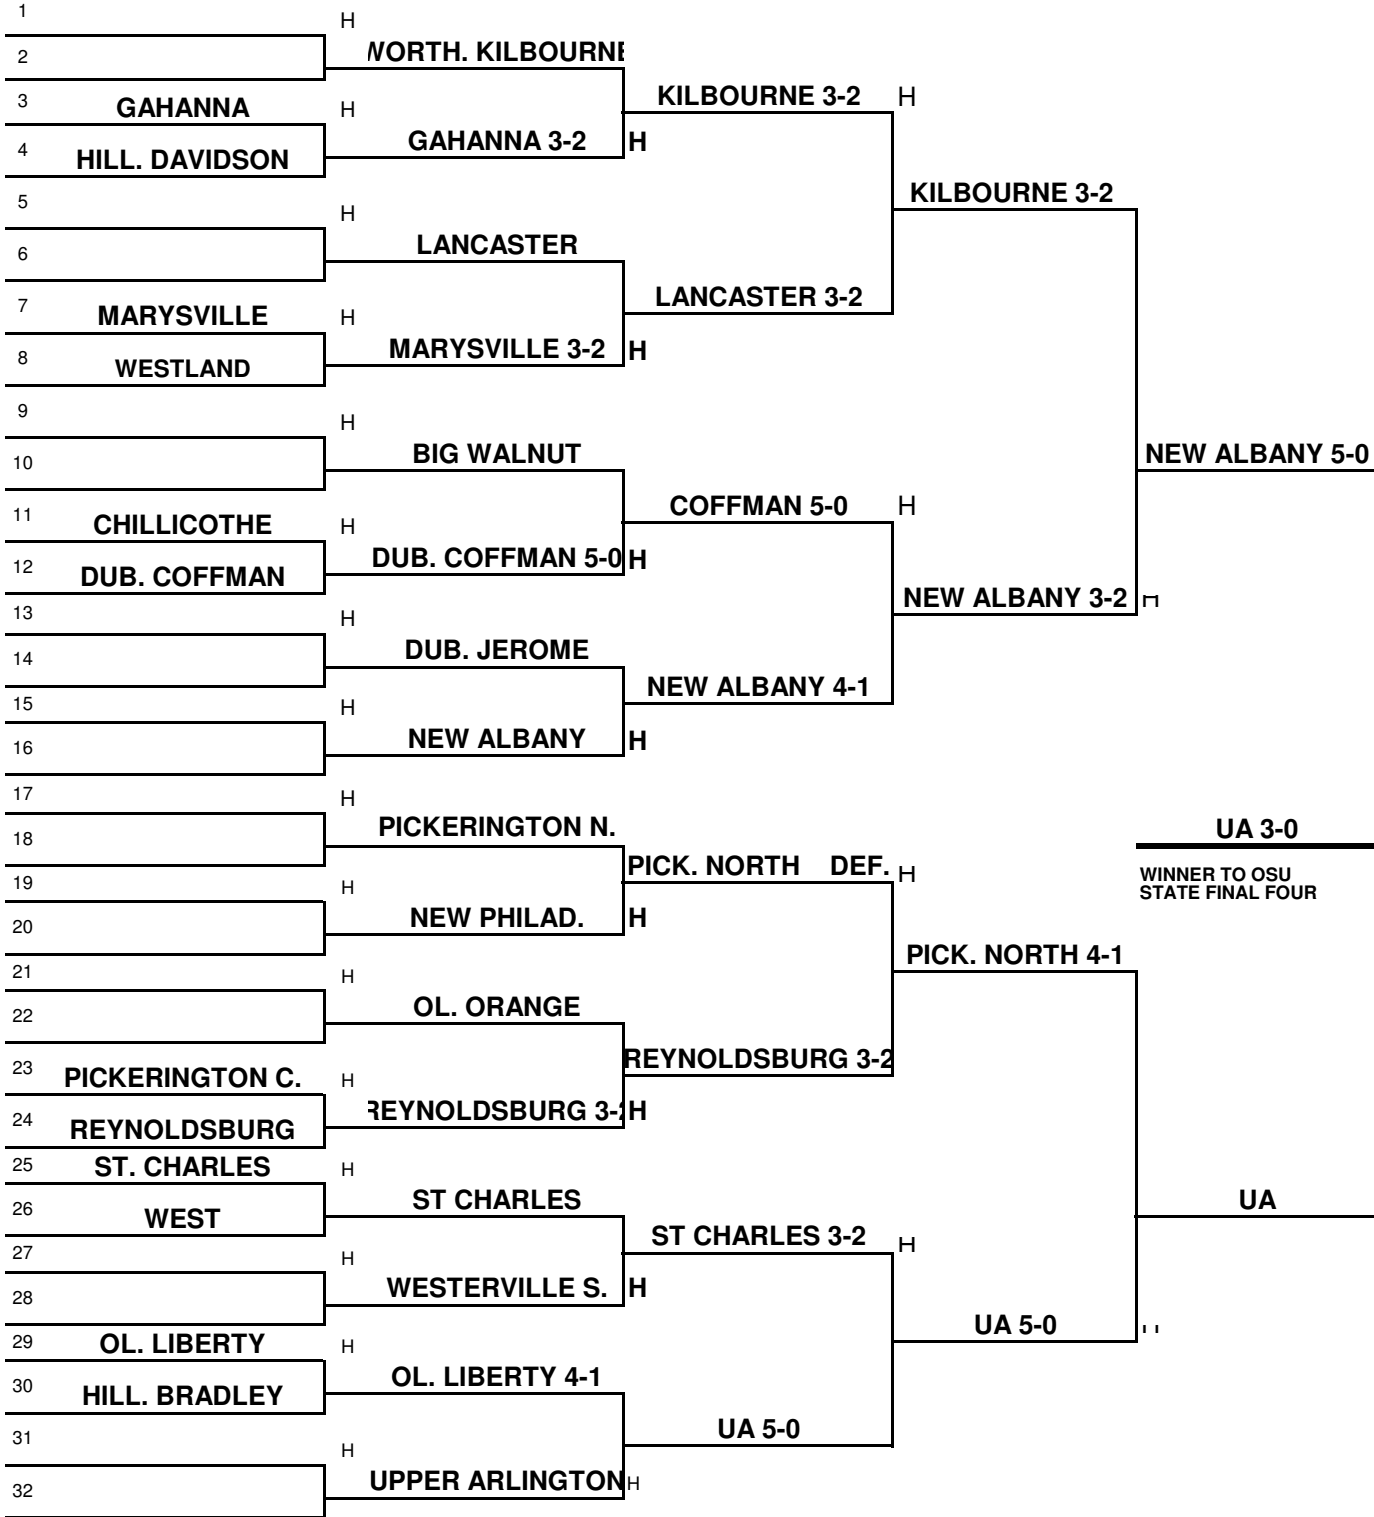 1
H
2
WORTH. KILBOURNE
3
GAHANNA
H
KILBOURNE 3-2
H
4
HILL. DAVIDSON
GAHANNA 3-2
H
5
H
KILBOURNE 3-2
6
LANCASTER
7
MARYSVILLE
H
LANCASTER 3-2
8
WESTLAND
MARYSVILLE 3-2
H
9
H
10
BIG WALNUT
NEW ALBANY 5-0
11
CHILLICOTHE
H
COFFMAN 5-0
H
12
DUB. COFFMAN
DUB. COFFMAN 5-0
H
13
H
NEW ALBANY 3-2
H
14
DUB. JEROME
15
H
NEW ALBANY 4-1
16
NEW ALBANY
H
17
H
18
PICKERINGTON N.
UA 3-0
19
H
PICK. NORTH DEF.
H
WINNER TO OSU
STATE FINAL FOUR
20
NEW PHILAD.
H
21
H
PICK. NORTH 4-1
22
OL. ORANGE
23
PICKERINGTON C.
H
REYNOLDSBURG 3-2
24
REYNOLDSBURG
REYNOLDSBURG 3-2
H
25
ST. CHARLES
H
26
WEST
ST CHARLES
UA
27
H
ST CHARLES 3-2
H
28
WESTERVILLE S.
H
29
OL. LIBERTY
H
UA 5-0
30
HILL. BRADLEY
OL. LIBERTY 4-1
31
H
UA 5-0
32
UPPER ARLINGTON
H